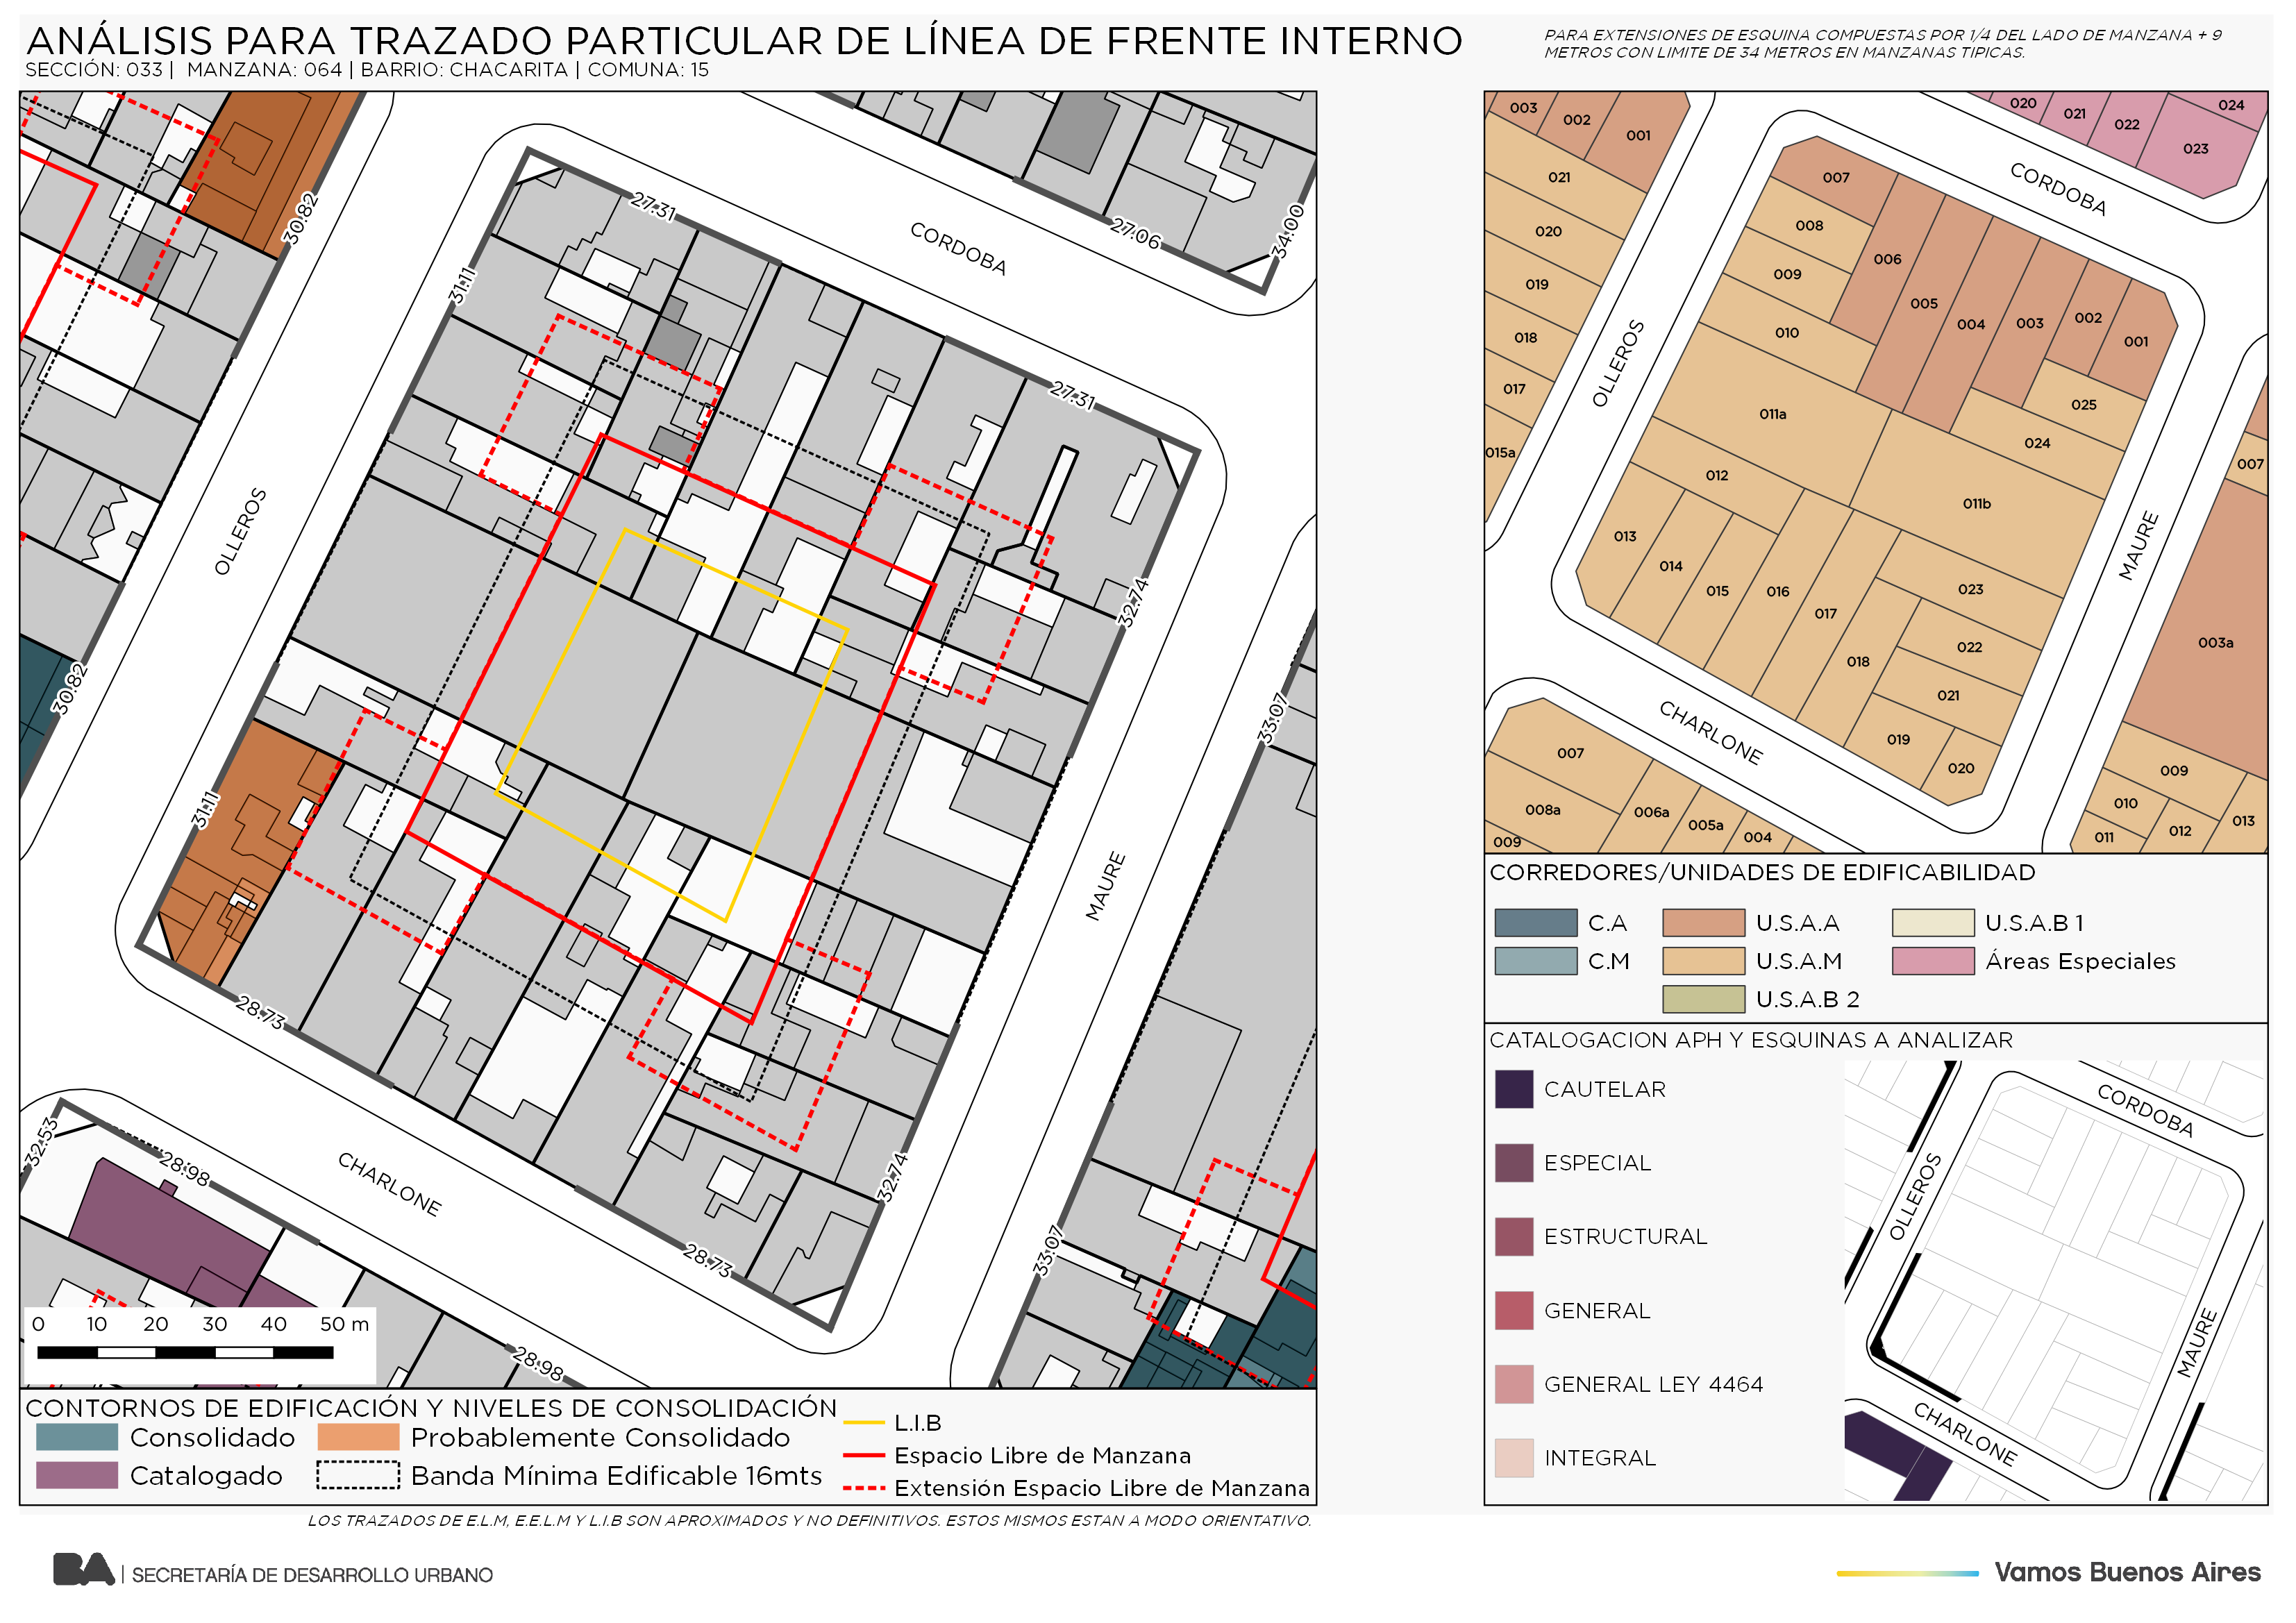 ANÁLISIS PARA TRAZADO PARTICULAR DE LÍNEA DE FRENTE INTERNO
SECCIÓN: 033 | MANZANA: 064 | BARRIO: CHACARITA | COMUNA: 15
PARA EXTENSIONES DE ESQUINA COMPUESTAS POR 1/4 DEL LADO DE MANZANA + 9
METROS CON LIMITE DE 34 METROS EN MANZANAS TIPICAS.
30.82
27.31
CORDOBA
27.06
34.00
31.11
27.31
OLLEROS
32.74
30.82
33.07
31.11
MAURE
28.73
32.53
28.98
CHARLONE
32.74
28.73
33.07
28.98
0 10 20 30 40 50 m
CONTORNOS DE EDIFICACIÓN Y NIVELES DE CONSOLIDACIÓN
Consolidado
Probablemente Consolidado
Catalogado
Banda Mínima Edificable 16mts
L.I.B
Espacio Libre de Manzana
Extensión Espacio Libre de Manzana
LOS TRAZADOS DE E.L.M, E.E.L.M Y L.I.B SON APROXIMADOS Y NO DEFINITIVOS. ESTOS MISMOS ESTAN A MODO ORIENTATIVO.
003
002
001
020
021
022
024
023
021
007
CORDOBA
020
008
006
009
019
005
004
003
002
001
018
010
OLLEROS
017
025
011a
024
015a
007
012
011b
013
014
MAURE
015
016
023
017
022
003a
018
021
CHARLONE
007
019
020
009
008a
006a
005a
004
009
010
011
012
013
CORREDORES/UNIDADES DE EDIFICABILIDAD
C.A
U.S.A.A
U.S.A.B 1
C.M
U.S.A.M
Áreas Especiales
U.S.A.B 2
CATALOGACION APH Y ESQUINAS A ANALIZAR
CAUTELAR
ESPECIAL
ESTRUCTURAL
GENERAL
GENERAL LEY 4464
INTEGRAL
CORDOBA
OLLEROS
MAURE
CHARLONE
BA | SECRETARÍA DE DESARROLLO URBANO
Vamos Buenos Aires